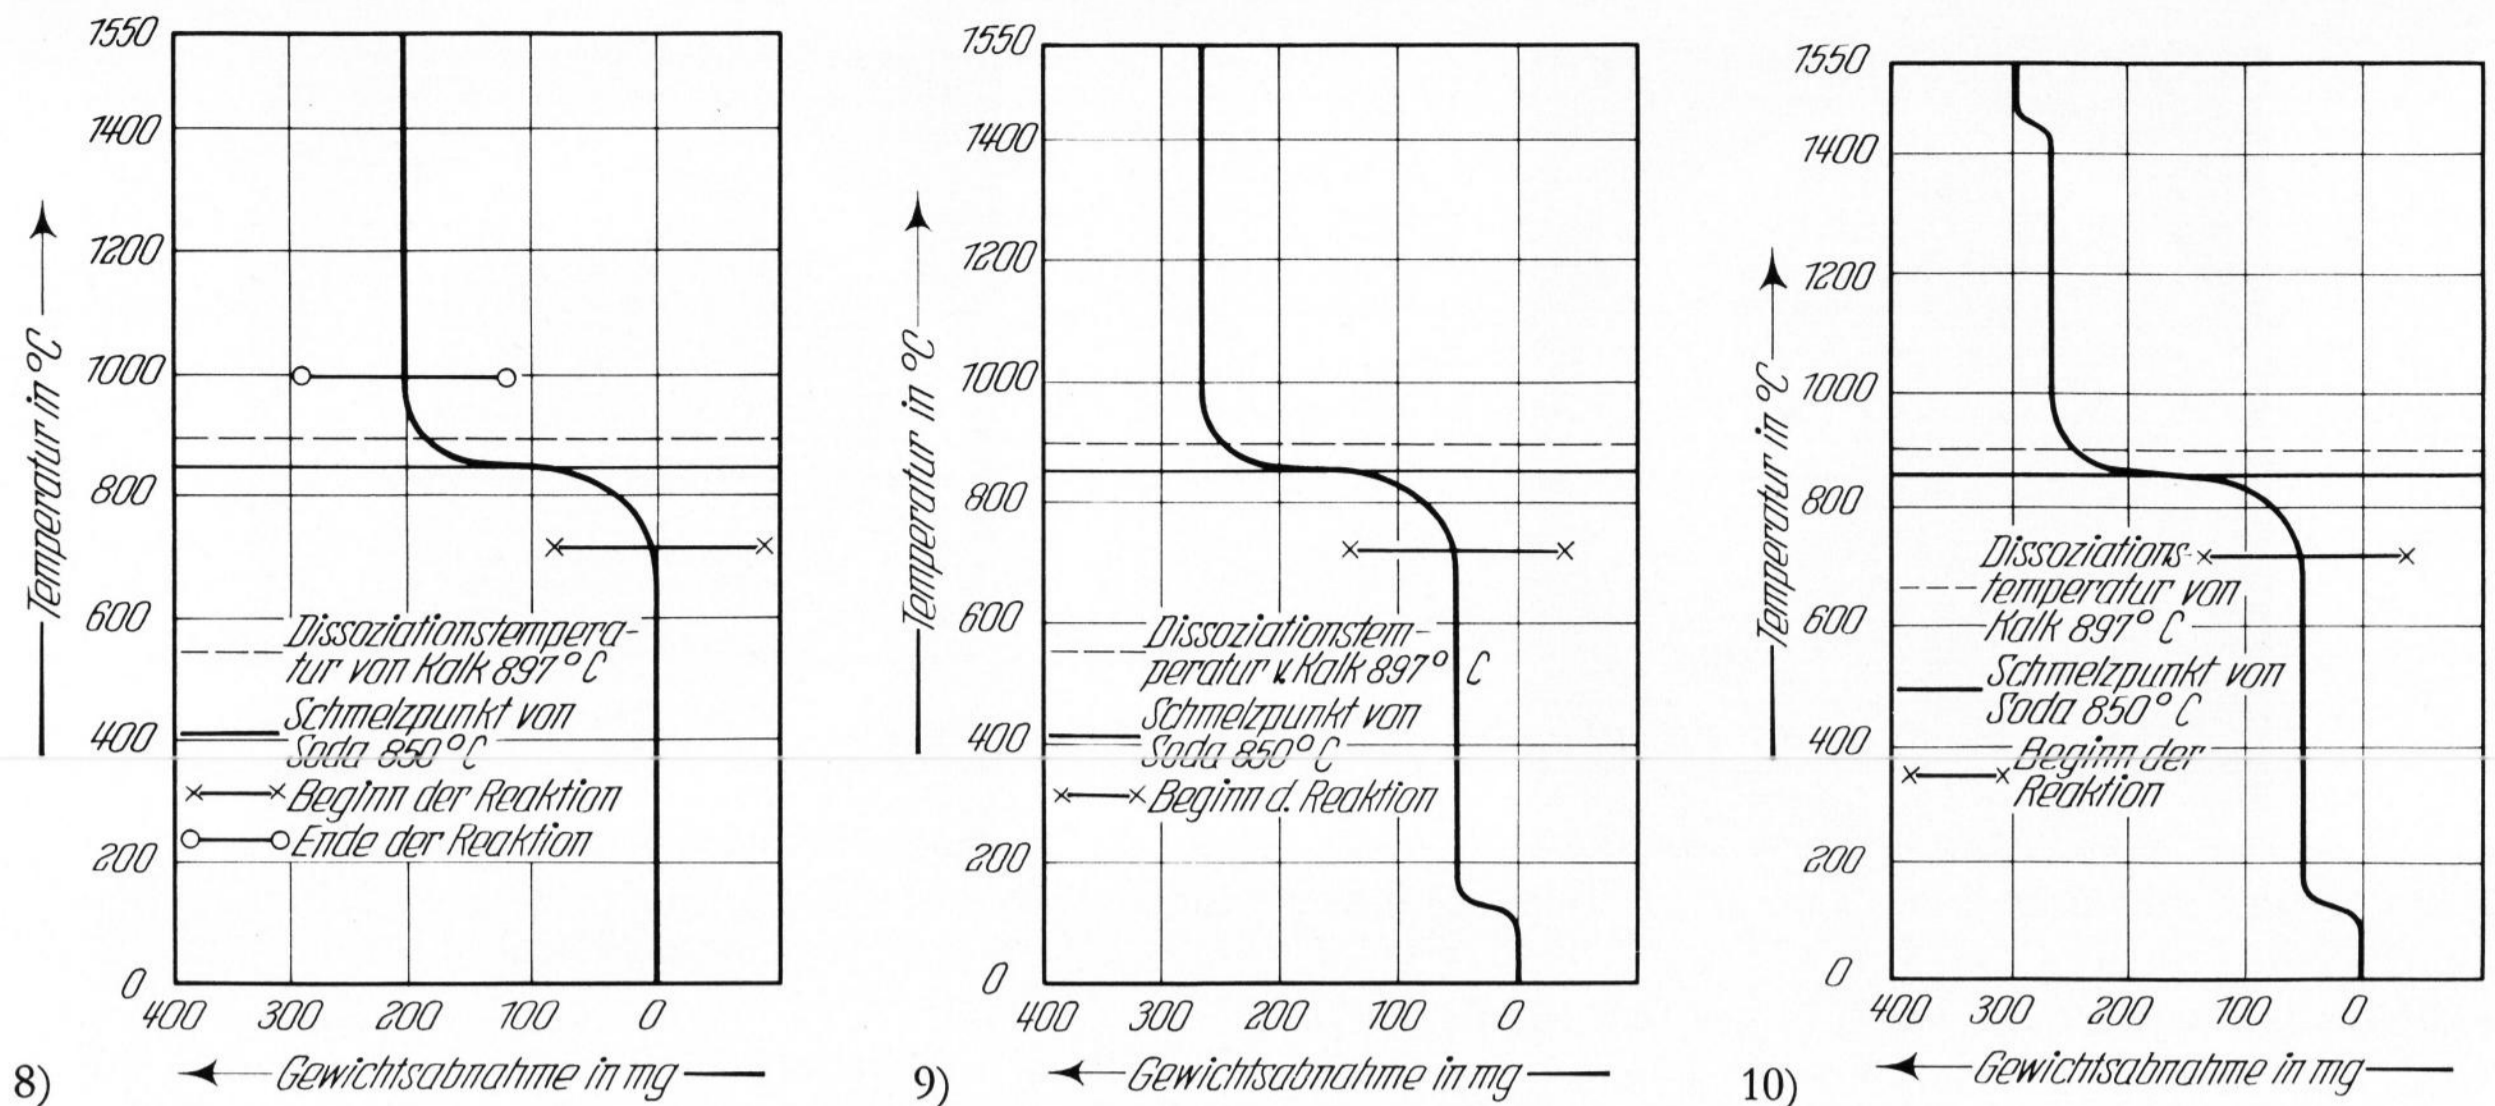 1550
1400
1200
1000
800
600
400
200
0
400 300 200 100 0
Temperatur in °C
Dissoziationstempera-
tur von Kalk 897°C
Schmelzpunkt von
Soda 850°C
Beginn der Reaktion
Ende der Reaktion
Gewichtsabnahme in mg
8)
1550
1400
1200
1000
800
600
400
200
0
400 300 200 100 0
Temperatur in °C
Dissoziationstem-
peratur v. Kalk 897° C
Schmelzpunkt von
Soda 850°C
Beginn d. Reaktion
Gewichtsabnahme in mg
9)
1550
1400
1200
1000
800
600
400
200
0
400 300 200 100 0
Temperatur in °C
Dissoziations-
temperatur von
Kalk 897° C
Schmelzpunkt von
Soda 850°C
Beginn der
Reaktion
Gewichtsabnahme in mg
10)